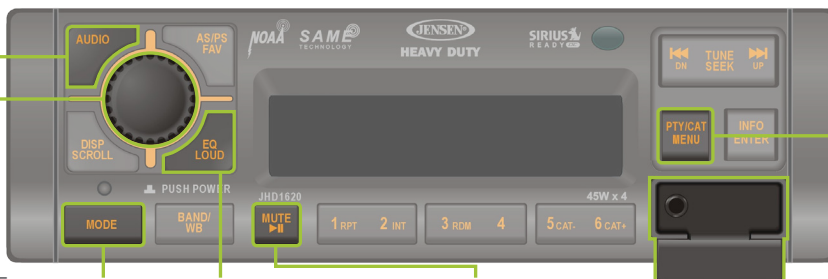 AUDIO
AS/PS
FAV
NOAA
SAME
TECHNOLOGY
JENSEN®
HEAVY DUTY
SIRIUS
READY
DN
TUNE
SEEK
UP
PTY/CAT
MENU
INFO
ENTER
DISP
SCROLL
EQ
LOUD
PUSH POWER
JHD1620
45W x 4
MODE
BAND/
WB
MUTE
1 RPT 2 INT
3 RDM 4
5 CAT- 6 CAT+